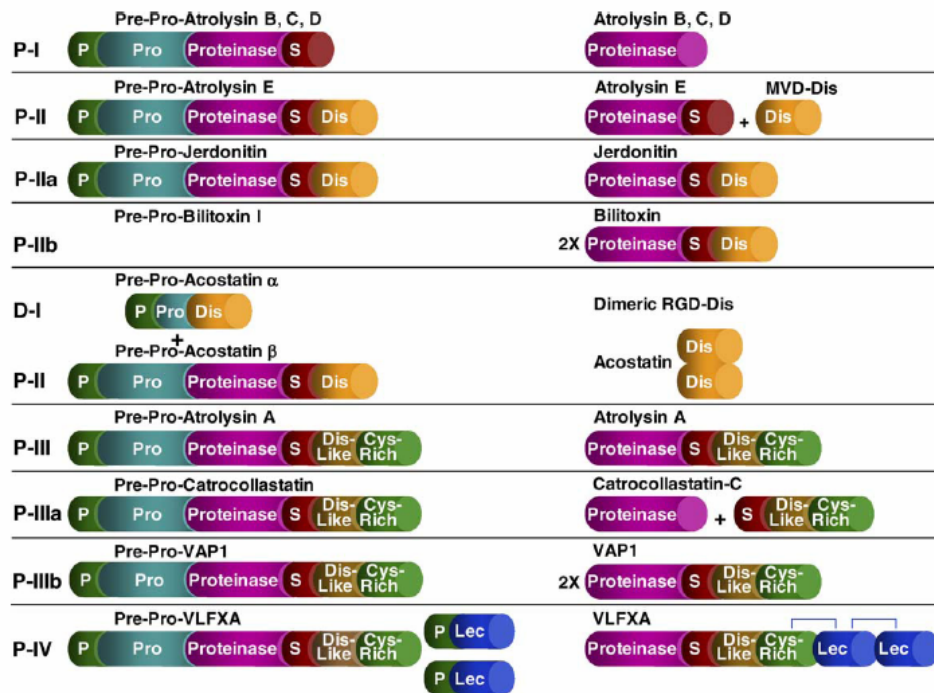 Pre-Pro-Atrolysin B, C, D Atrolysin B, C, D
P-I P Pro Proteinase S Proteinase
Pre-Pro-Atrolysin E Atrolysin E MVD-Dis
P-II P Pro Proteinase S Dis Proteinase S + Dis
Pre-Pro-Jerdonitin Jerdonitin
P-IIa P Pro Proteinase S Dis Proteinase S Dis
Pre-Pro-Bilitoxin I Bilitoxin
P-IIb 2X Proteinase S Dis
Pre-Pro-Acostatin α
D-I P Pro Dis Dimeric RGD-Dis
+
Pre-Pro-Acostatin β Acostatin Dis
P-II P Pro Proteinase S Dis Dis
Pre-Pro-Atrolysin A Atrolysin A
P-III P Pro Proteinase S Dis-Like Cys-Rich Proteinase S Dis-Like Cys-Rich
Pre-Pro-Catrocollastatin Catrocollastatin-C
P-IIIa P Pro Proteinase S Dis-Like Cys-Rich Proteinase + S Dis-Like Cys-Rich
Pre-Pro-VAP1 VAP1
P-IIIb P Pro Proteinase S Dis-Like Cys-Rich 2X Proteinase S Dis-Like Cys-Rich
Pre-Pro-VLFXA P Lec VLFXA
P-IV P Pro Proteinase S Dis-Like Cys-Rich Proteinase S Dis-Like Cys-Rich Lec Lec
P Lec